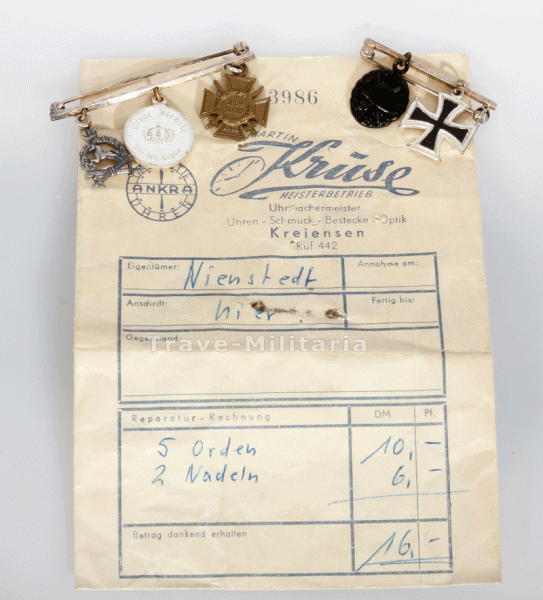 3986
MARTIN
Kruse
MEISTERBETRIEB
ANKRA
UHREN
Uhrmachermeister
Uhren - Schmuck - Bestecke - Optik
Kreiensen
Ruf 442
Eigentümer: Nienstedt Annahme am:
Anschrift: hier Fertig bis:
Gegenstand:
Trave-Militaria
Reparatur - Rechnung DM Pf.
5 Orden 10,-
2 Nadeln 6,-
Betrag dankend erhalten 16,-